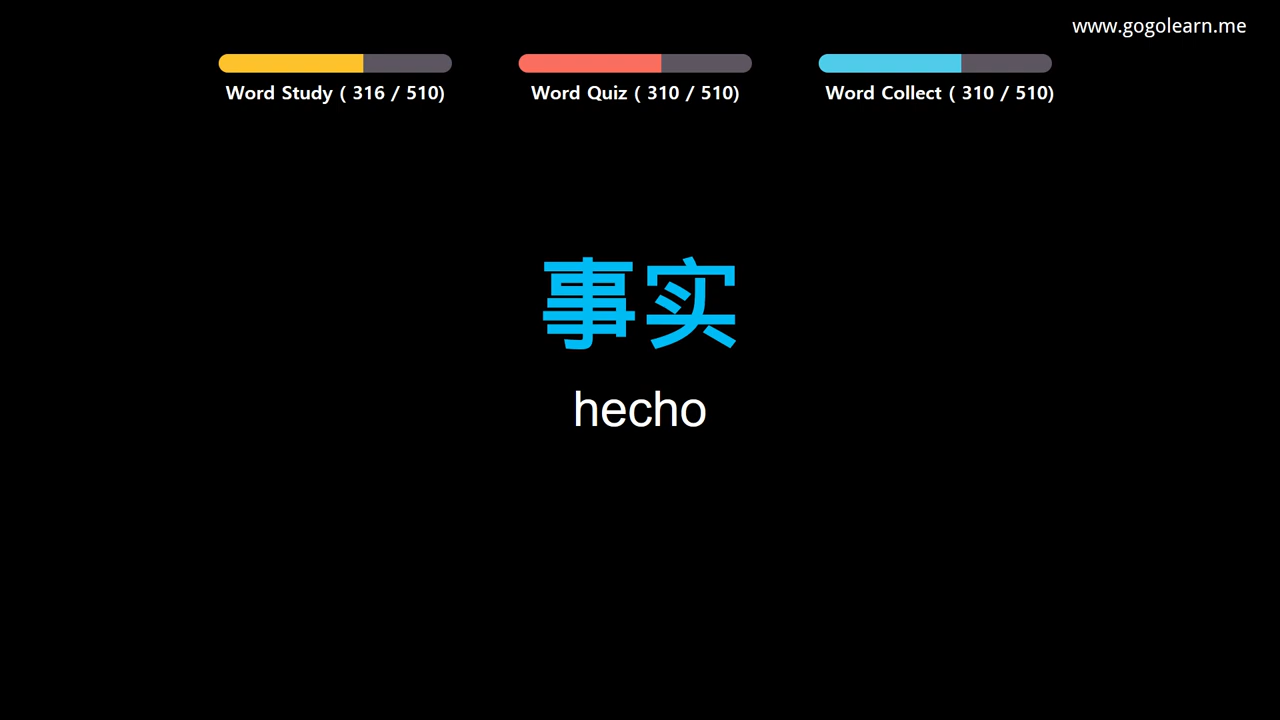 www.gogolearn.me
Word Study ( 316 / 510)
Word Quiz ( 310 / 510)
Word Collect ( 310 / 510)
事实
hecho